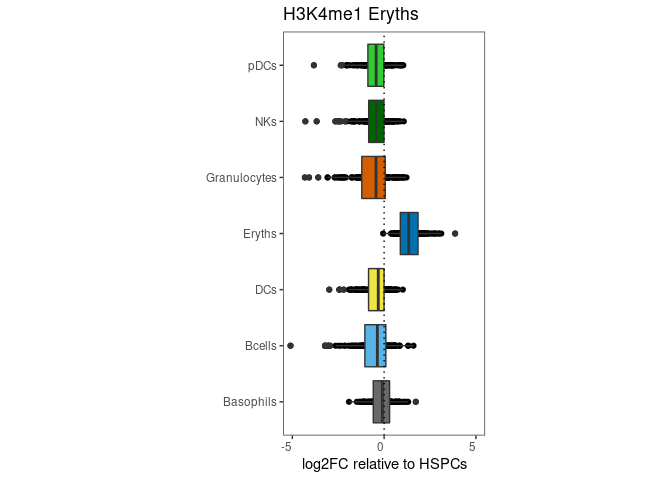 H3K4me1 Eryths
pDCs
NKs
Granulocytes
Eryths
DCs
Bcells
Basophils
-5 0 5
log2FC relative to HSPCs